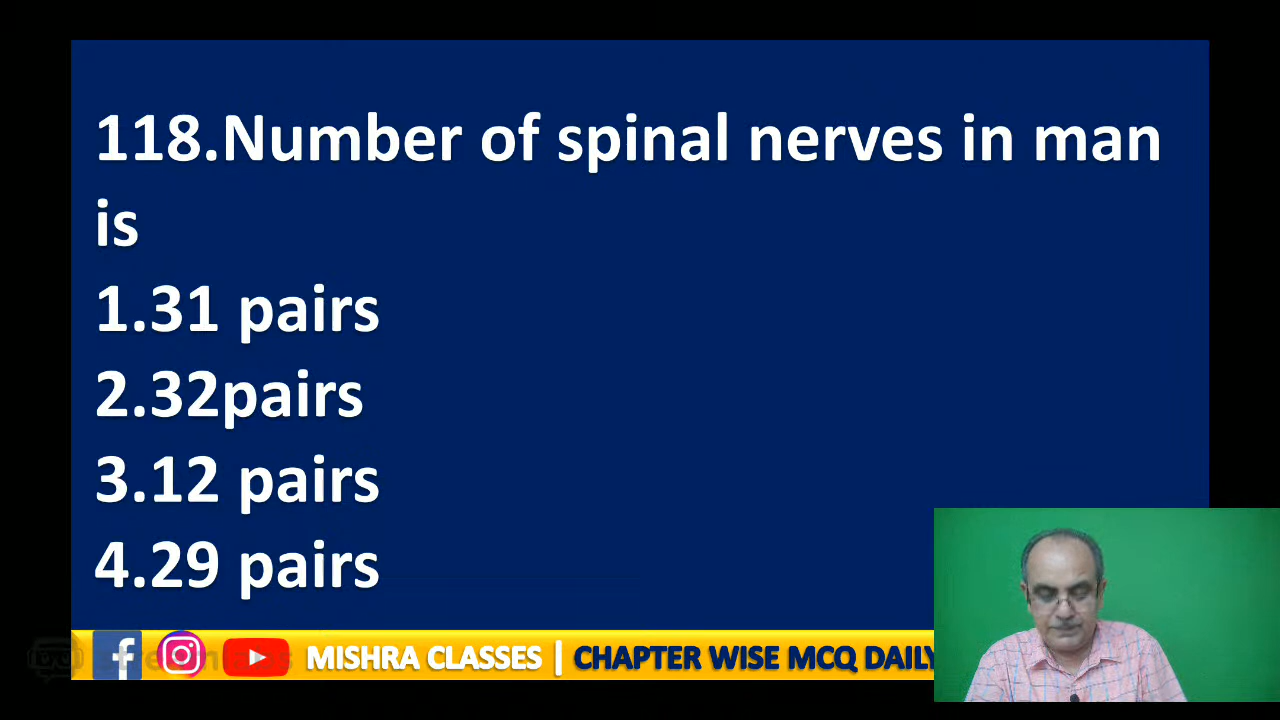 118.Number of spinal nerves in man
is
1.31 pairs
2.32pairs
3.12 pairs
4.29 pairs
MISHRA CLASSES | CHAPTER WISE MCQ DAILY